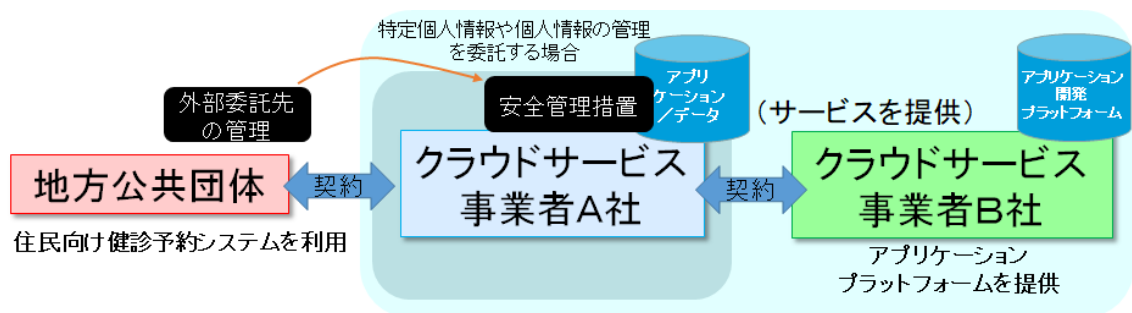 特定個人情報や個人情報の管理
を委託する場合
外部委託先
の管理
安全管理措置
アプリ
ケーション
／データ
（サービスを提供）
アプリケーション
開発
プラットフォーム
地方公共団体
契約
クラウドサービス
事業者A社
契約
クラウドサービス
事業者B社
住民向け健診予約システムを利用
アプリケーション
プラットフォームを提供